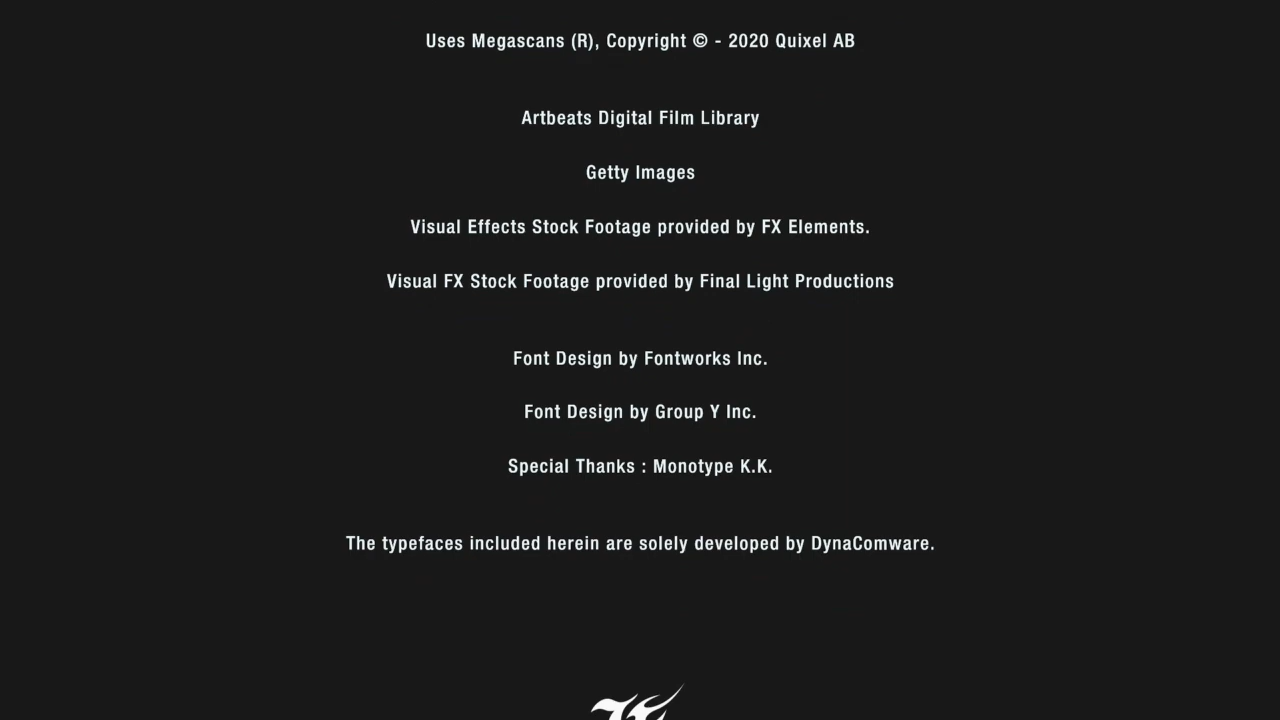 Uses Megascans (R), Copyright © - 2020 Quixel AB
Artbeats Digital Film Library
Getty Images
Visual Effects Stock Footage provided by FX Elements.
Visual FX Stock Footage provided by Final Light Productions
Font Design by Fontworks Inc.
Font Design by Group Y Inc.
Special Thanks : Monotype K.K.
The typefaces included herein are solely developed by DynaComware.